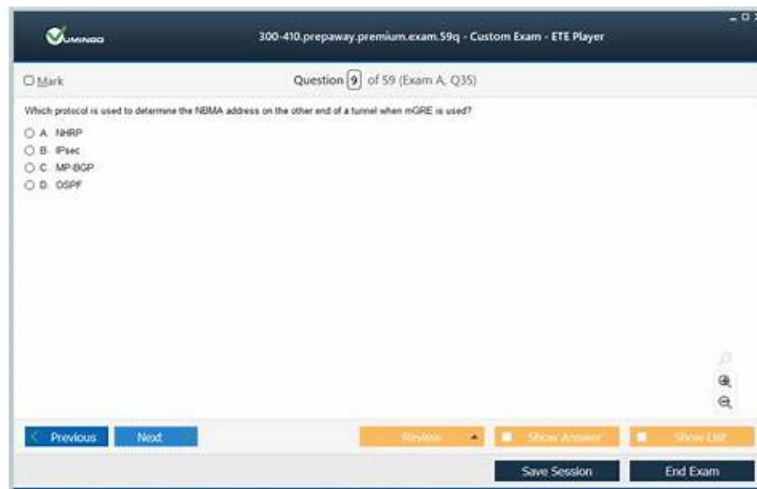 VUMINGO
300-410.prepaway.premium.exam.59q - Custom Exam - ETE Player
Mark
Question 9 of 59 (Exam A, Q35)
Which protocol is used to determine the NBMA address on the other end of a tunnel when mGRE is used?
A. NHRP
B. IPsec
C. MP-BGP
D. OSPF
Previous
Next
Review
Show Answer
Show List
Save Session
End Exam